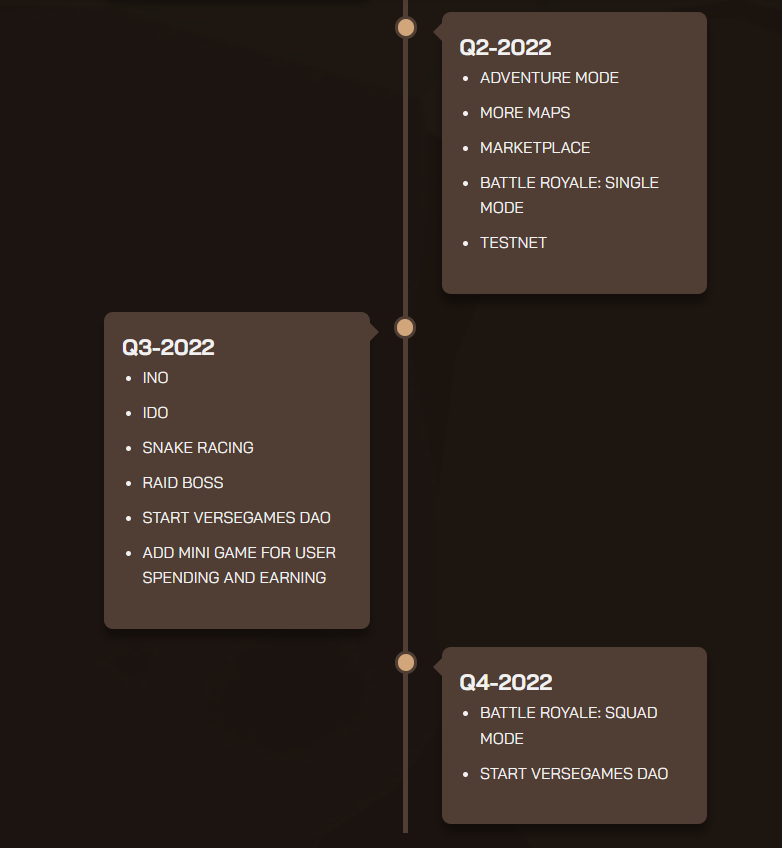 Q2-2022
ADVENTURE MODE
MORE MAPS
MARKETPLACE
BATTLE ROYALE: SINGLE
MODE
TESTNET
Q3-2022
INO
IDO
SNAKE RACING
RAID BOSS
START VERSEGAMES DAO
ADD MINI GAME FOR USER
SPENDING AND EARNING
Q4-2022
BATTLE ROYALE: SQUAD
MODE
START VERSEGAMES DAO